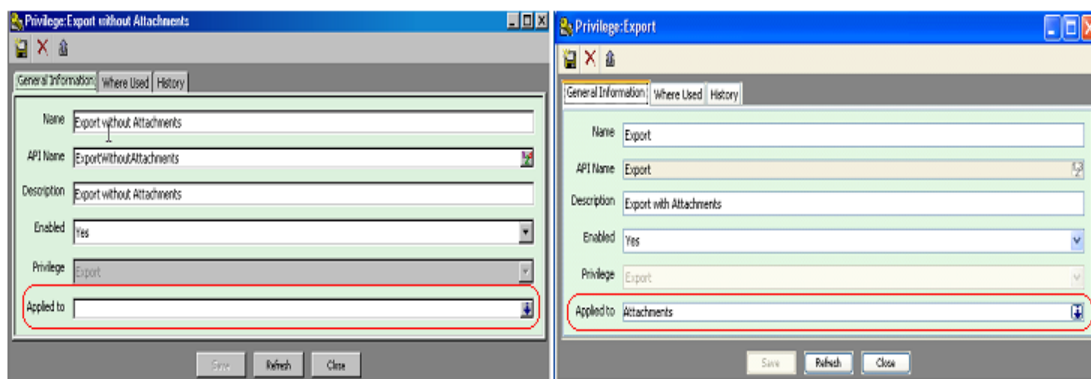 Privilege:Export without Attachments
General Information Where Used History
Name Export without Attachments
API Name ExportWithoutAttachments
Description Export without Attachments
Enabled Yes
Privilege Export
Applied to
Save Refresh Close
Privilege:Export
General Information Where Used History
Name Export
API Name Export
Description Export with Attachments
Enabled Yes
Privilege Export
Applied to Attachments
Save Refresh Close